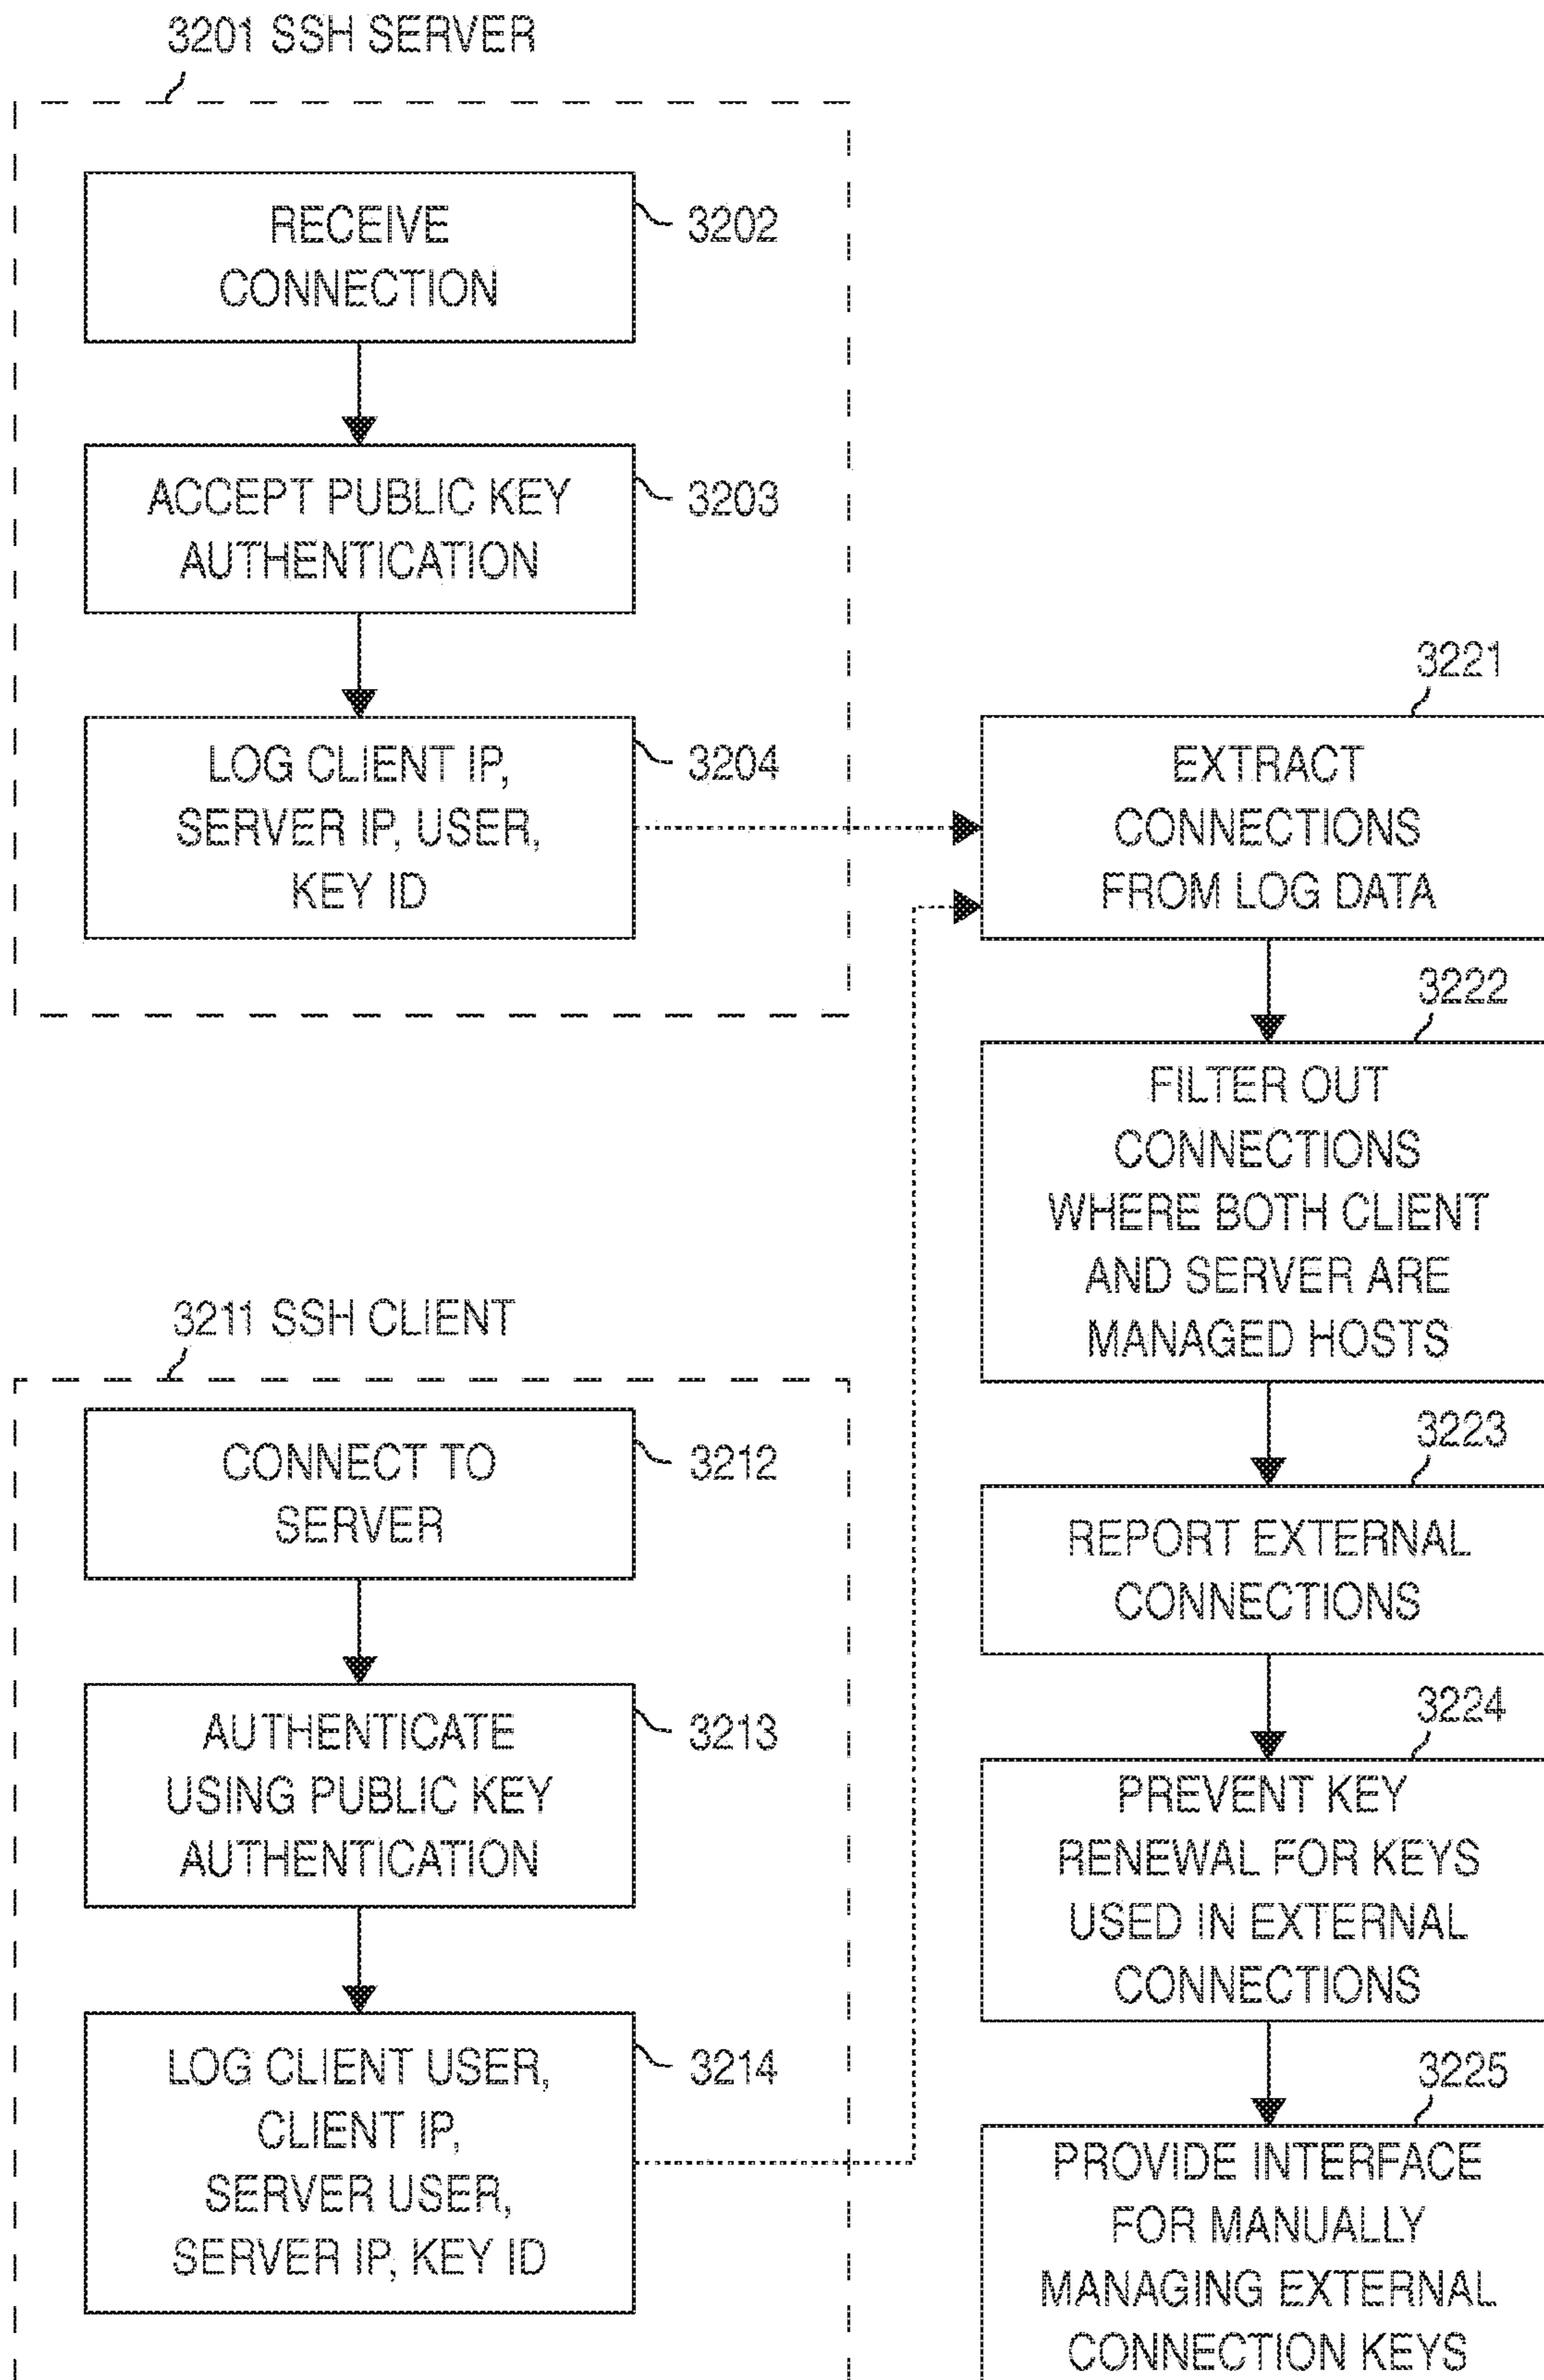 3201 SSH SERVER
RECEIVE
CONNECTION
3202
ACCEPT PUBLIC KEY
AUTHENTICATION
3203
LOG CLIENT IP,
SERVER IP, USER,
KEY ID
3204
3211 SSH CLIENT
CONNECT TO
SERVER
3212
AUTHENTICATE
USING PUBLIC KEY
AUTHENTICATION
3213
LOG CLIENT USER,
CLIENT IP,
SERVER USER,
SERVER IP, KEY ID
3214
3221
EXTRACT
CONNECTIONS
FROM LOG DATA
3222
FILTER OUT
CONNECTIONS
WHERE BOTH CLIENT
AND SERVER ARE
MANAGED HOSTS
3223
REPORT EXTERNAL
CONNECTIONS
3224
PREVENT KEY
RENEWAL FOR KEYS
USED IN EXTERNAL
CONNECTIONS
3225
PROVIDE INTERFACE
FOR MANUALLY
MANAGING EXTERNAL
CONNECTION KEYS